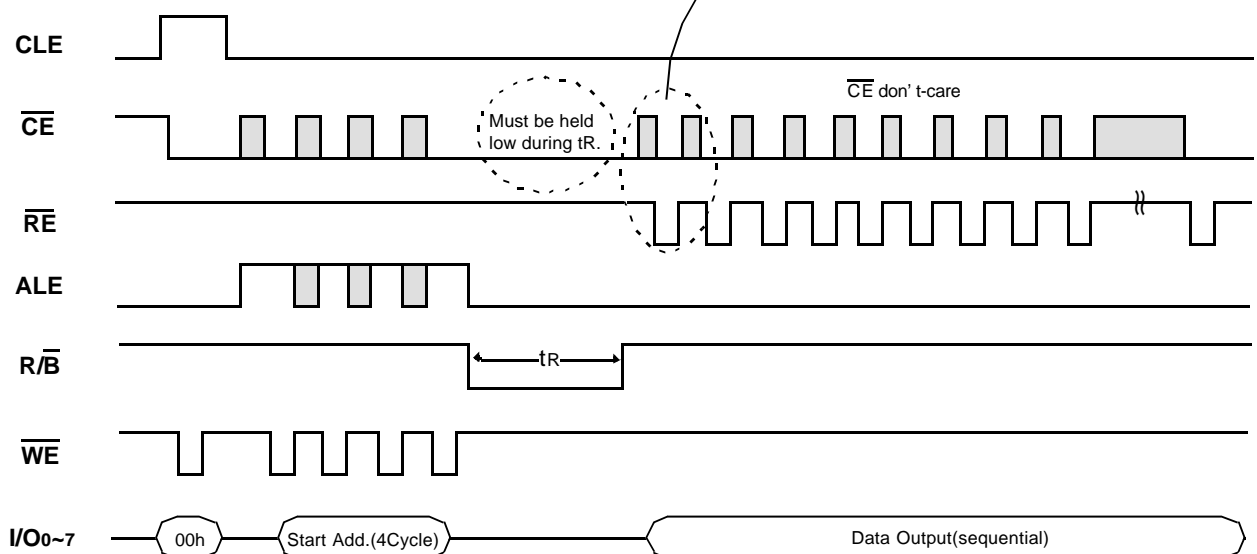 CLE
CE don' t-care
CE
Must be held
low during tR.
RE
ALE
R/B
tR
WE
I/O0~7
00h
Start Add.(4Cycle)
Data Output(sequential)